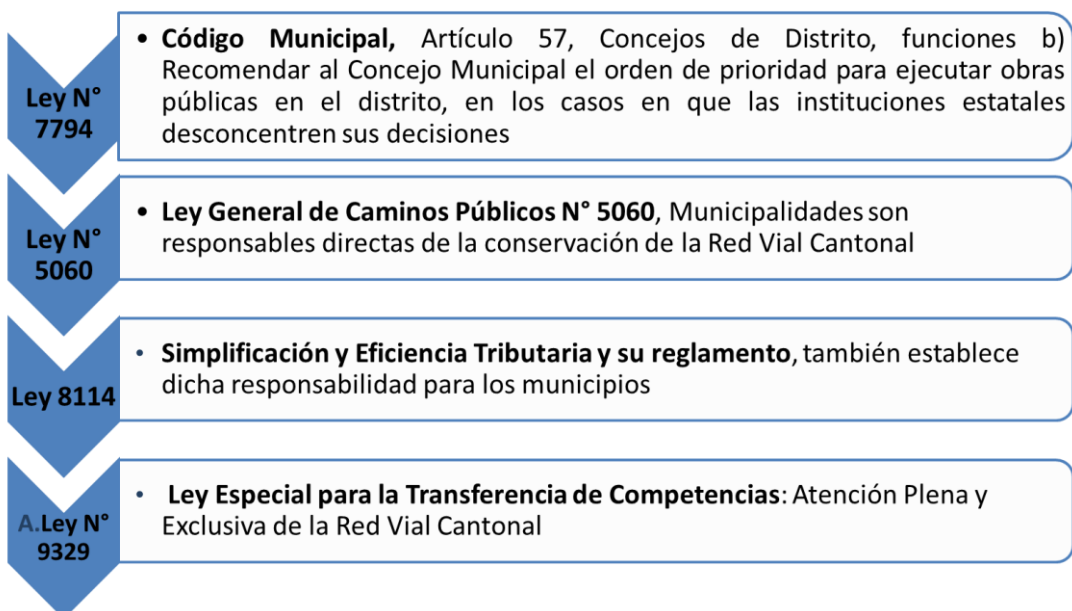 Ley N°
7794
• Código Municipal, Artículo 57, Concejos de Distrito, funciones b)
Recomendar al Concejo Municipal el orden de prioridad para ejecutar obras
públicas en el distrito, en los casos en que las instituciones estatales
desconcentren sus decisiones
Ley N°
5060
• Ley General de Caminos Públicos N° 5060, Municipalidades son
responsables directas de la conservación de la Red Vial Cantonal
Ley 8114
• Simplificación y Eficiencia Tributaria y su reglamento, también establece
dicha responsabilidad para los municipios
A.Ley N°
9329
• Ley Especial para la Transferencia de Competencias: Atención Plena y
Exclusiva de la Red Vial Cantonal